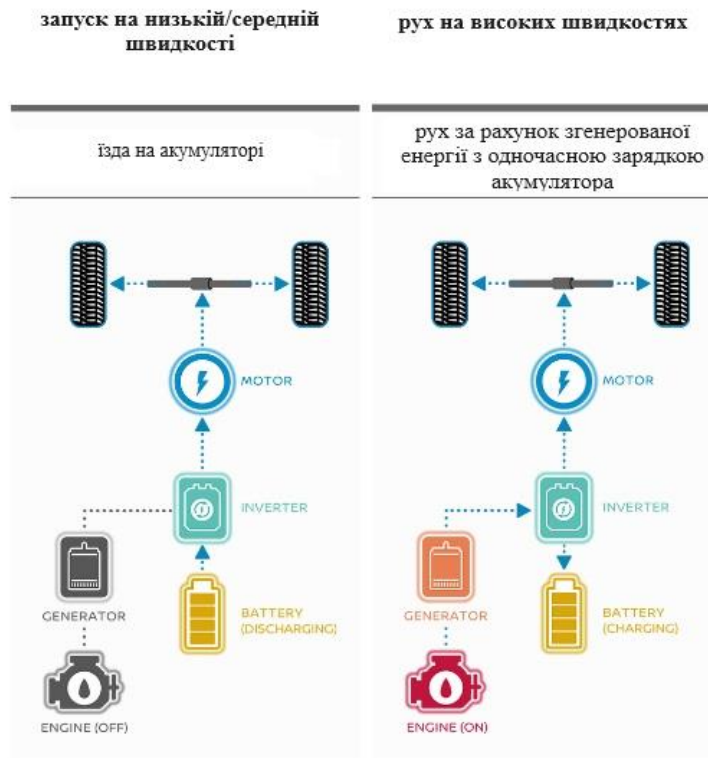 запуск на низькій/середній
швидкості
їзда на акумуляторі
MOTOR
INVERTER
GENERATOR
BATTERY
(DISCHARGING)
ENGINE (OFF)
рух на високих швидкостях
рух за рахунок згенерованої
енергії з одночасною зарядкою
акумулятора
MOTOR
INVERTER
GENERATOR
BATTERY
(CHARGING)
ENGINE (ON)